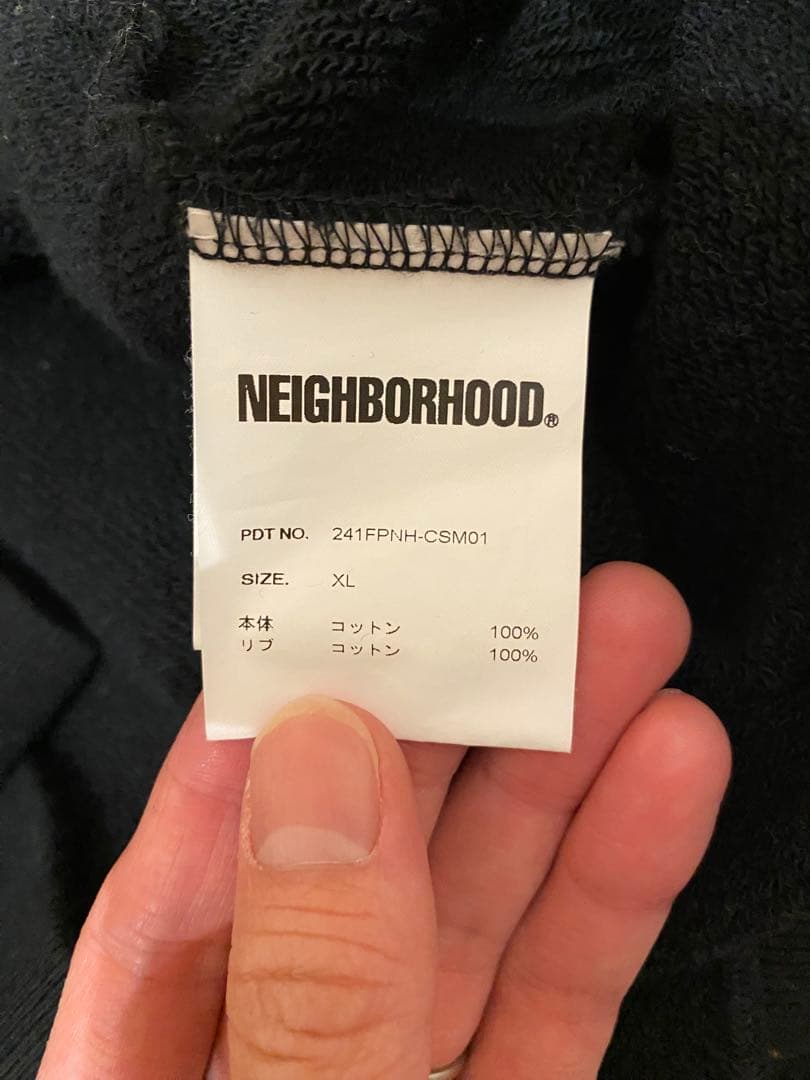 NEIGHBORHOOD®
PDT NO. 241FPNH-CSM01
SIZE. XL
本体 コットン 100%
リブ コットン 100%